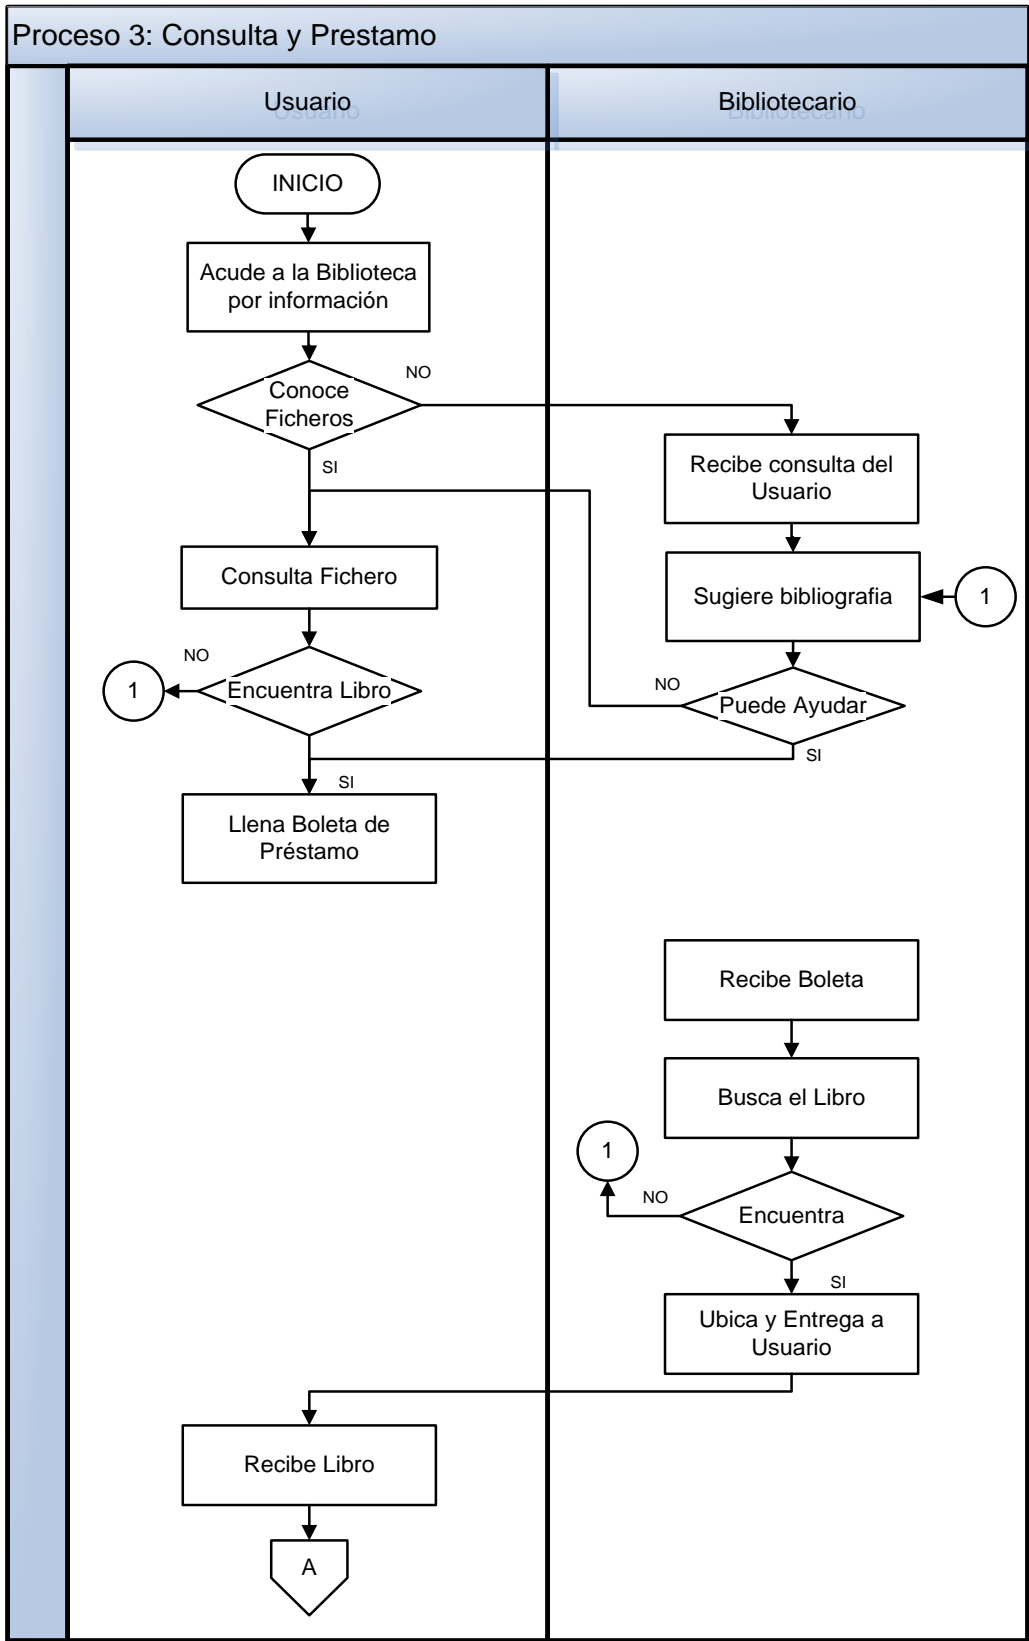 Proceso 3: Consulta y Prestamo
Usuario
Bibliotecario
INICIO
Acude a la Biblioteca
por información
Conoce
Ficheros
NO
SI
Recibe consulta del
Usuario
Consulta Fichero
Sugiere bibliografia
1
NO
1
Encuentra Libro
NO
Puede Ayudar
SI
SI
Llena Boleta de
Préstamo
Recibe Boleta
Busca el Libro
1
NO
Encuentra
SI
Ubica y Entrega a
Usuario
Recibe Libro
A